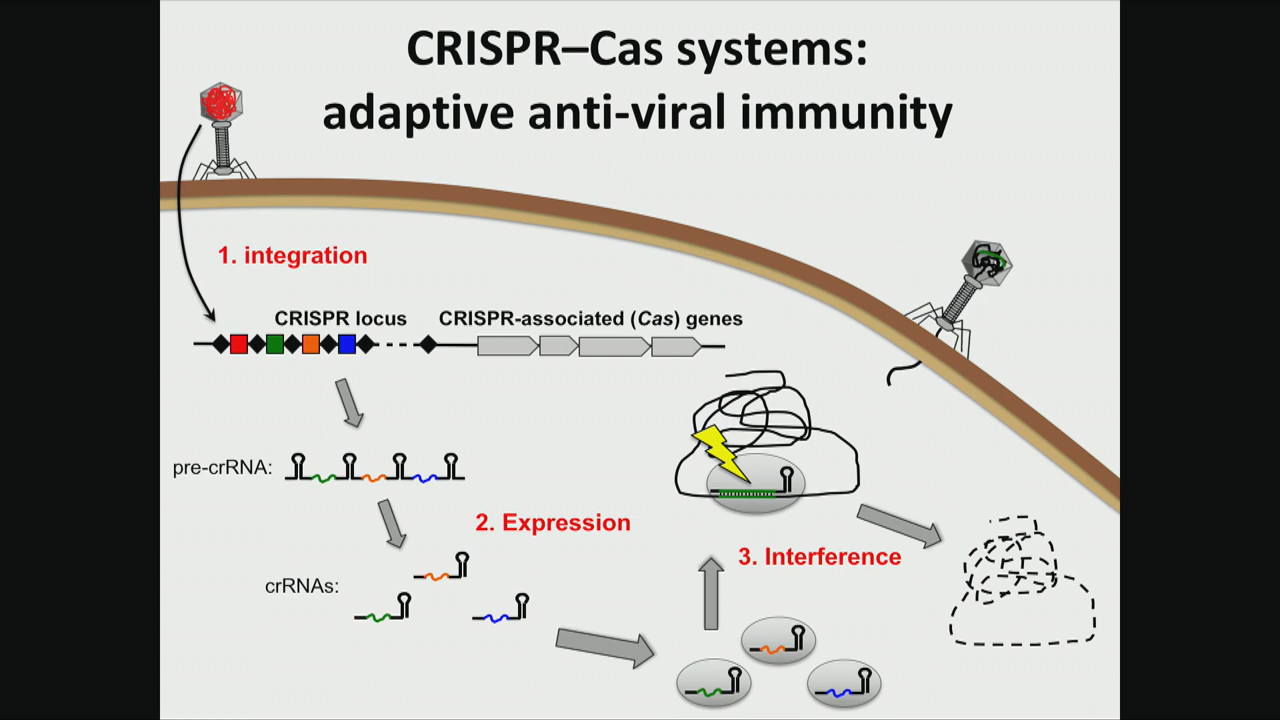 CRISPR–Cas systems:
adaptive anti-viral immunity
1. integration
CRISPR locus
CRISPR-associated (Cas) genes
pre-crRNA:
2. Expression
3. Interference
crRNAs: